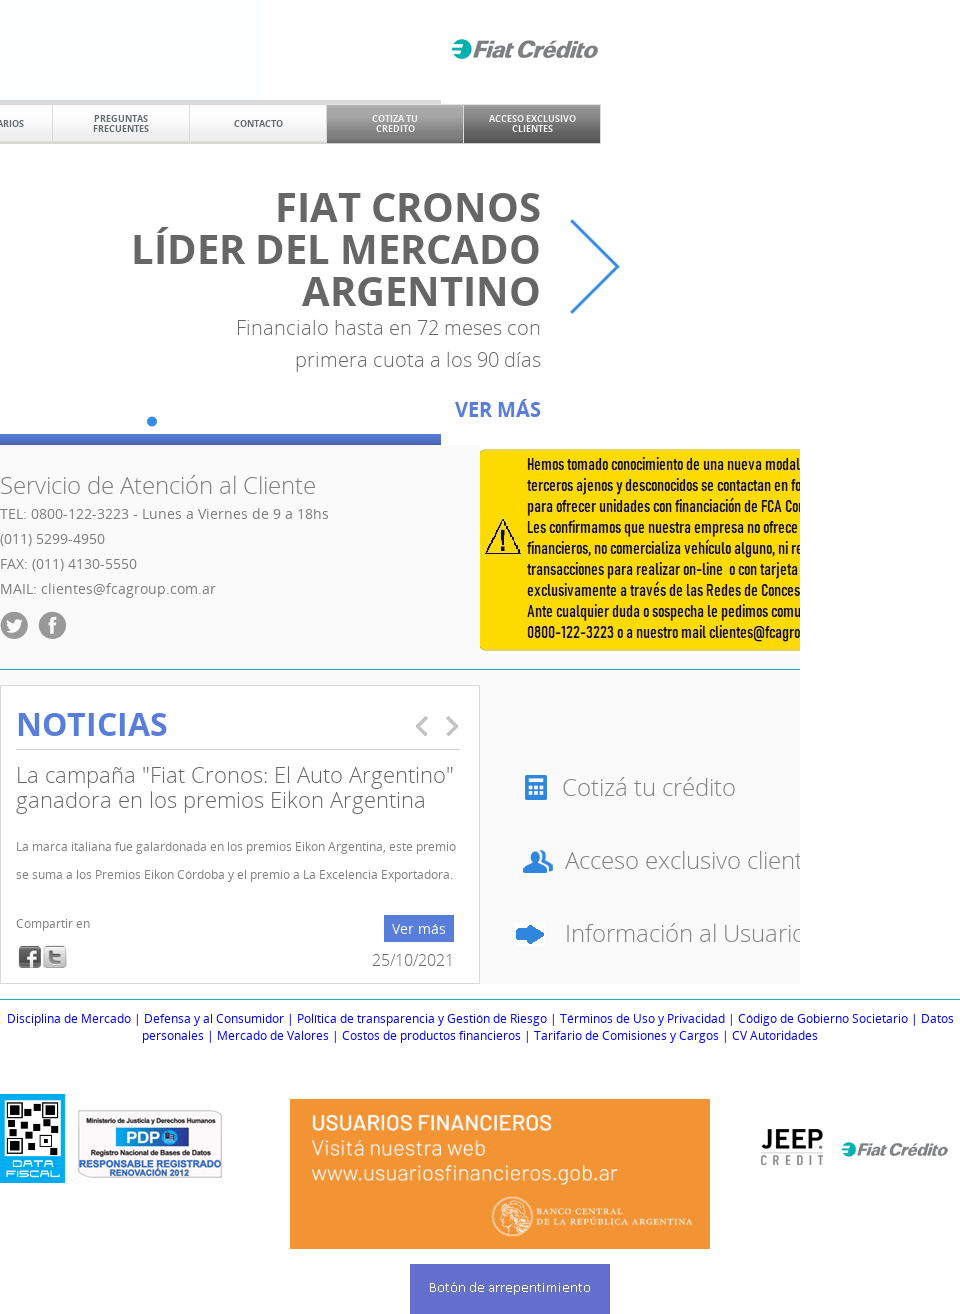 Fiat Crédito
ARIOS
PREGUNTAS
FRECUENTES
CONTACTO
COTIZA TU
CREDITO
ACCESO EXCLUSIVO
CLIENTES
FIAT CRONOS
LÍDER DEL MERCADO
ARGENTINO
Financialo hasta en 72 meses con
primera cuota a los 90 días
VER MÁS
Servicio de Atención al Cliente
TEL: 0800-122-3223 - Lunes a Viernes de 9 a 18hs
(011) 5299-4950
FAX: (011) 4130-5550
MAIL: clientes@fcagroup.com.ar
Hemos tomado conocimiento de una nueva modal
terceros ajenos y desconocidos se contactan en fo
para ofrecer unidades con financiación de FCA Co
Les confirmamos que nuestra empresa no ofrece
financieros, no comercializa vehículo alguno, ni re
transacciones para realizar on-line o con tarjeta
exclusivamente a través de las Redes de Conces
Ante cualquier duda o sospecha le pedimos comu
0800-122-3223 o a nuestro mail clientes@fcagro
NOTICIAS
La campaña "Fiat Cronos: El Auto Argentino"
ganadora en los premios Eikon Argentina
La marca italiana fue galardonada en los premios Eikon Argentina, este premio
se suma a los Premios Eikon Córdoba y el premio a La Excelencia Exportadora.
Compartir en
Ver más
25/10/2021
Cotizá tu crédito
Acceso exclusivo client
Información al Usuario
Disciplina de Mercado | Defensa y al Consumidor | Política de transparencia y Gestión de Riesgo | Términos de Uso y Privacidad | Código de Gobierno Societario | Datos
personales | Mercado de Valores | Costos de productos financieros | Tarifario de Comisiones y Cargos | CV Autoridades
DATA
FISCAL
Ministerio de Justicia y Derechos Humanos
PDP
Registro Nacional de Bases de Datos
RESPONSABLE REGISTRADO
RENOVACIÓN 2012
USUARIOS FINANCIEROS
Visitá nuestra web
www.usuariosfinancieros.gob.ar
BANCO CENTRAL
DE LA REPÚBLICA ARGENTINA
JEEP
CREDIT
Fiat Crédito
Botón de arrepentimiento